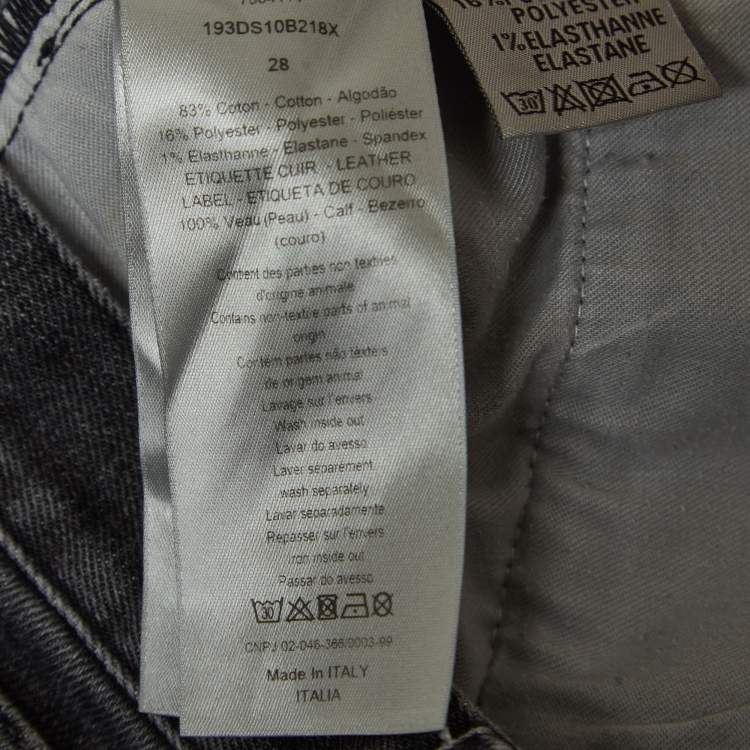 193DS10B218X
28
83% Coton - Cotton - Algodão
16% Polyester - Polyester - Poliéster
1% Elasthanne - Elastane - Spandex
ETIQUETTE CUIR - LEATHER
LABEL - ETIQUETA DE COURO
100% Veau (Peau) - Calf - Bezerro
(couro)
Contient des parties non textiles
d'origine animale
Contains non-textile parts of animal
origin
Contém partes não têxteis
de origem animal
Lavage sur l'envers
Wash inside out
Lavar do avesso
Laver séparément
wash separately
Lavar separadamente
Repasser sur l'envers
Iron inside out
Passar do avesso
30
CNPJ 02-046-366/0003-99
Made In ITALY
ITALIA
POLYESTER
1% ELASTHANNE
ELASTANE
30